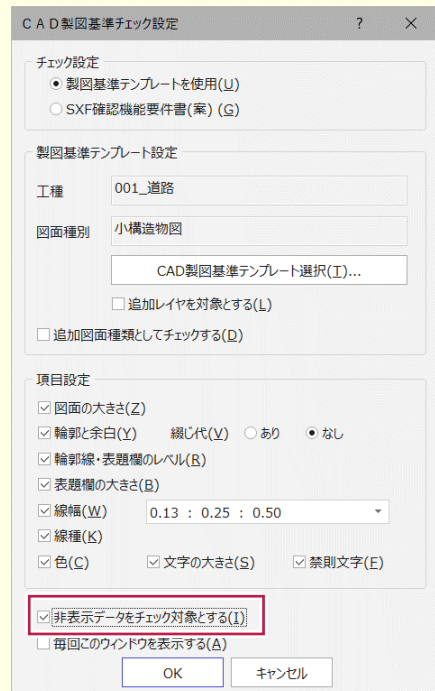 ＣＡＤ製図基準チェック設定 ?
チェック設定
製図基準テンプレートを使用(U)
SXF確認機能要件書(案) (G)
製図基準テンプレート設定
工種 001_道路
図面種別 小構造物図
CAD製図基準テンプレート選択(T)...
追加レイヤを対象とする(L)
追加図面種類としてチェックする(D)
項目設定
図面の大きさ(Z)
輪郭と余白(Y) 綴じ代(V) あり なし
輪郭線・表題欄のレベル(R)
表題欄の大きさ(B)
線幅(W) 0.13 : 0.25 : 0.50
線種(K)
色(C) 文字の大きさ(S) 禁則文字(F)
非表示データをチェック対象とする(I)
毎回このウィンドウを表示する(A)
OK キャンセル